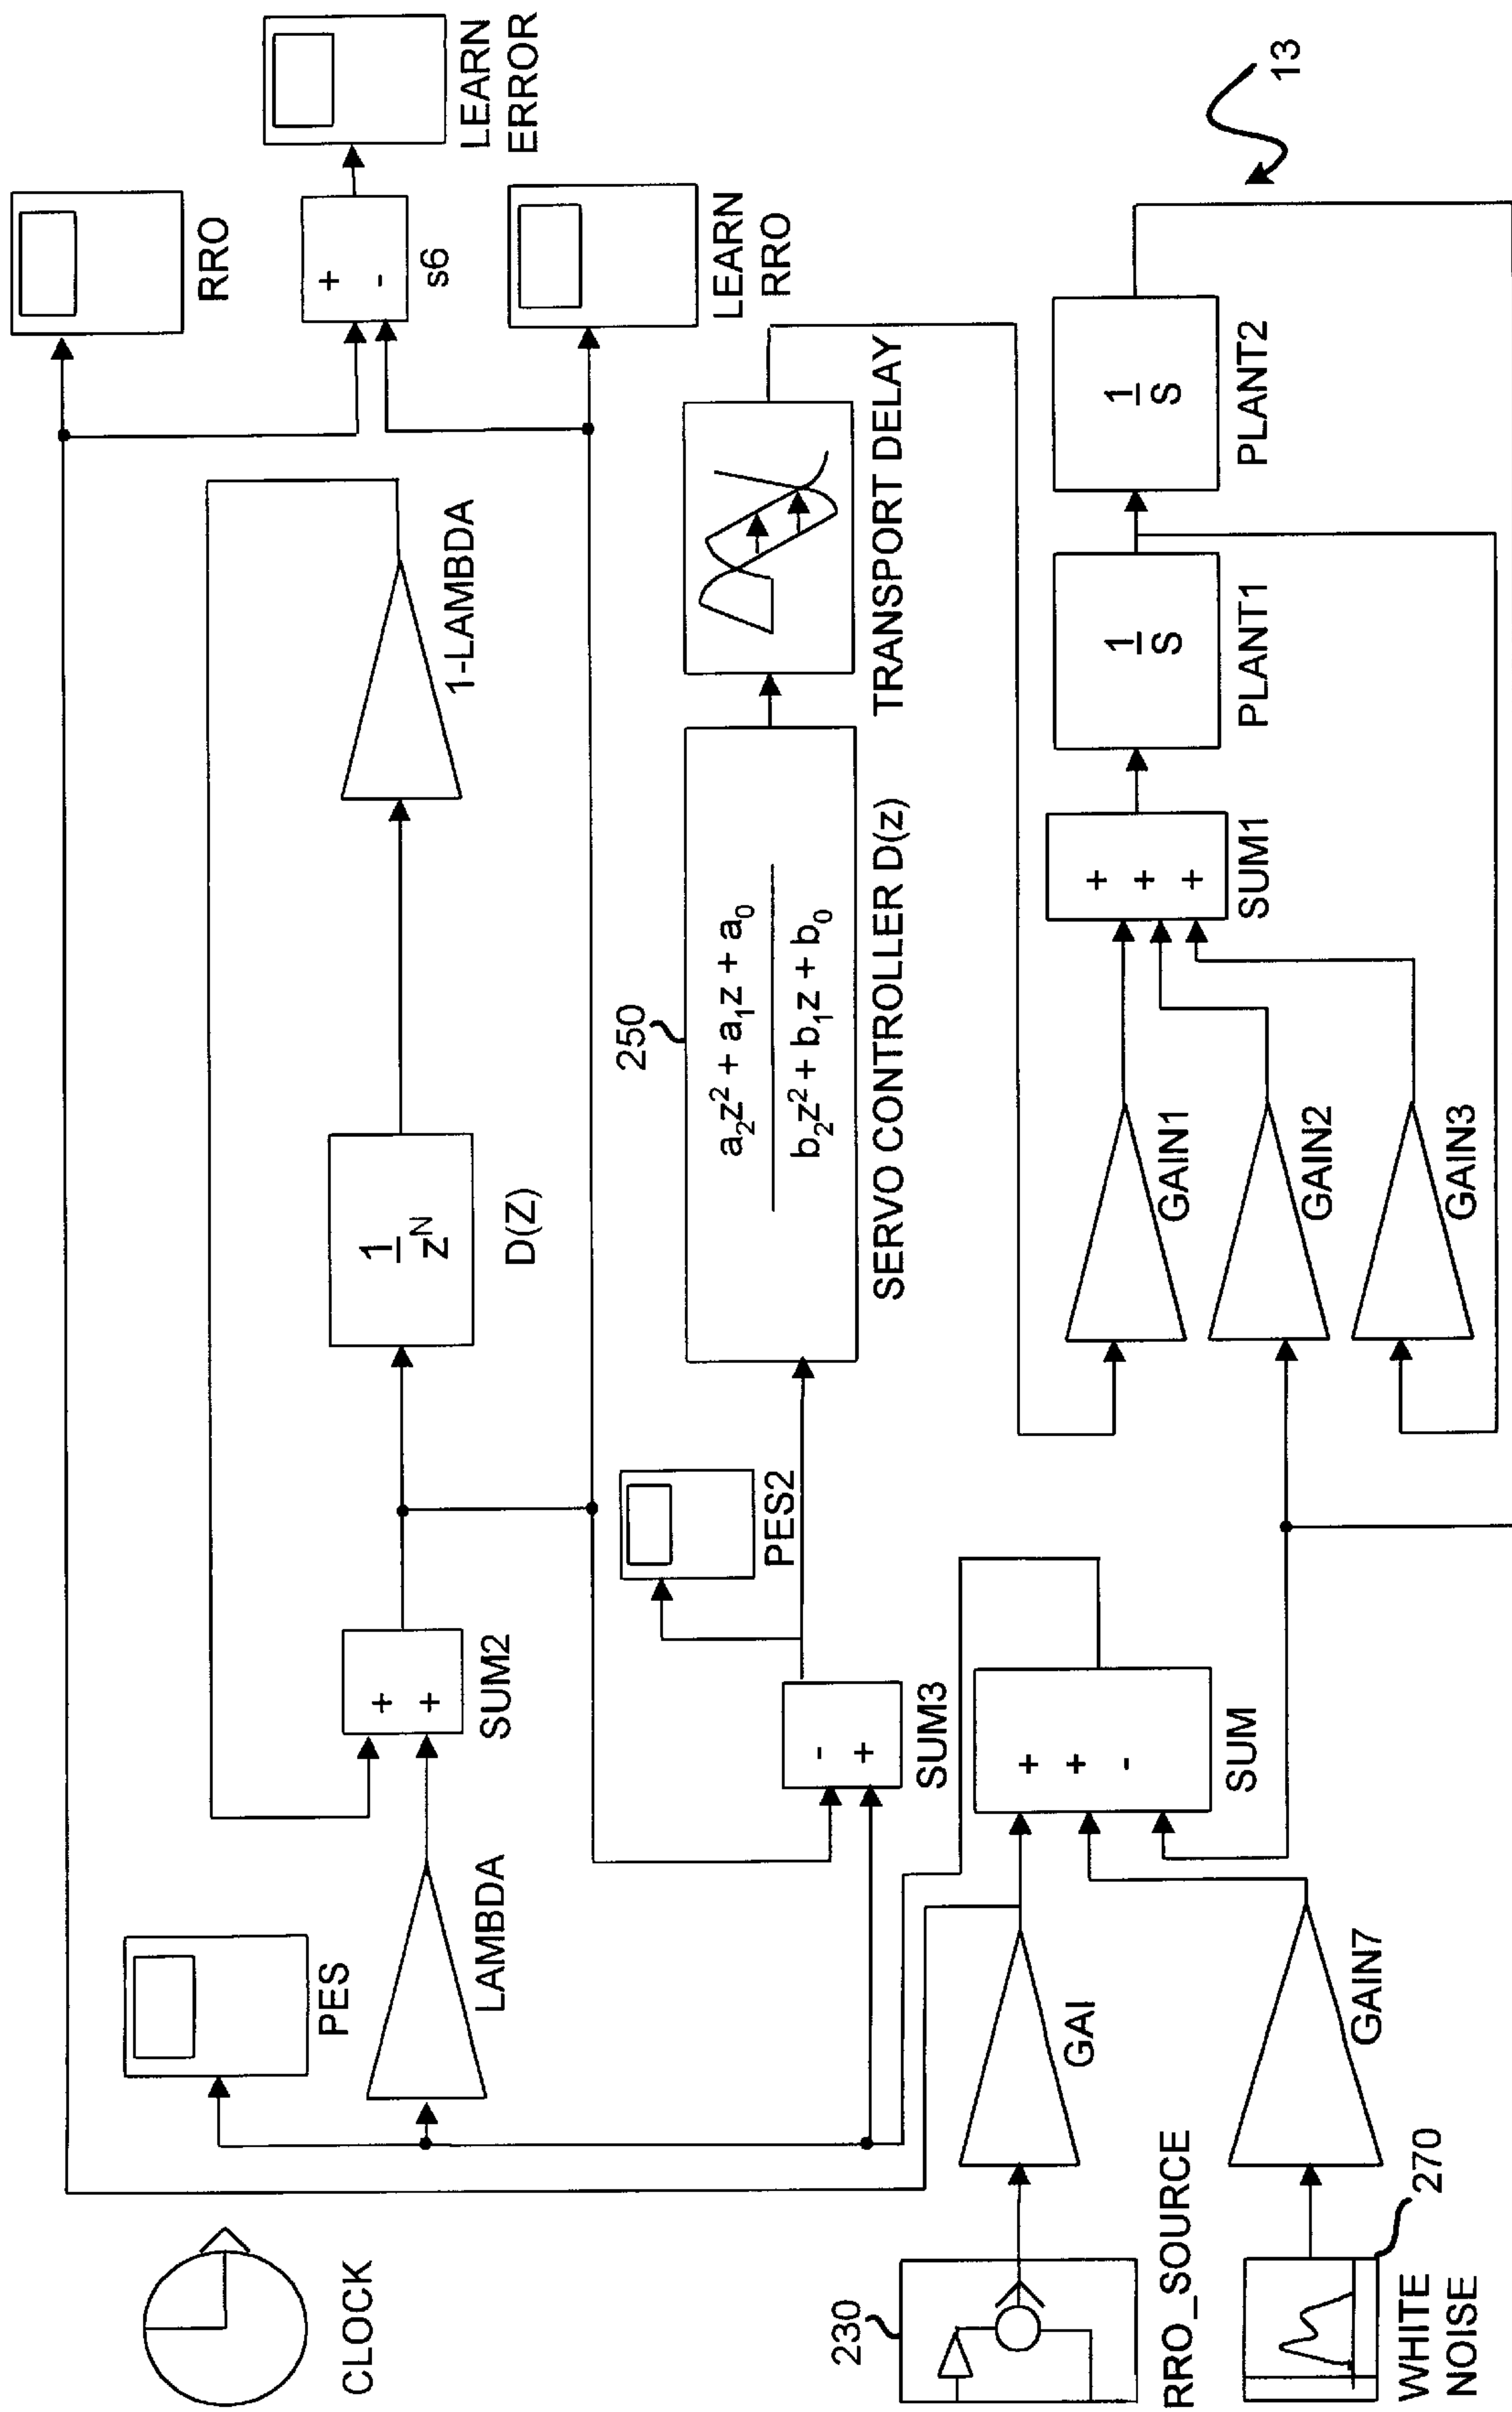 RRO
LEARN
ERROR
+
-
s6
LEARN
RRO
1-LAMBDA
1
z^N
D(Z)
+
+
SUM2
LAMBDA
PES
CLOCK
TRANSPORT DELAY
250
a₂z² + a₁z + a₀
b₂z² + b₁z + b₀
SERVO CONTROLLER D(z)
PES2
-
+
SUM3
13
1
S
PLANT2
1
S
PLANT1
+
+
+
SUM1
GAIN1
GAIN2
GAIN3
+
+
-
SUM
GAI
GAIN7
230
RRO_SOURCE
270
WHITE
NOISE